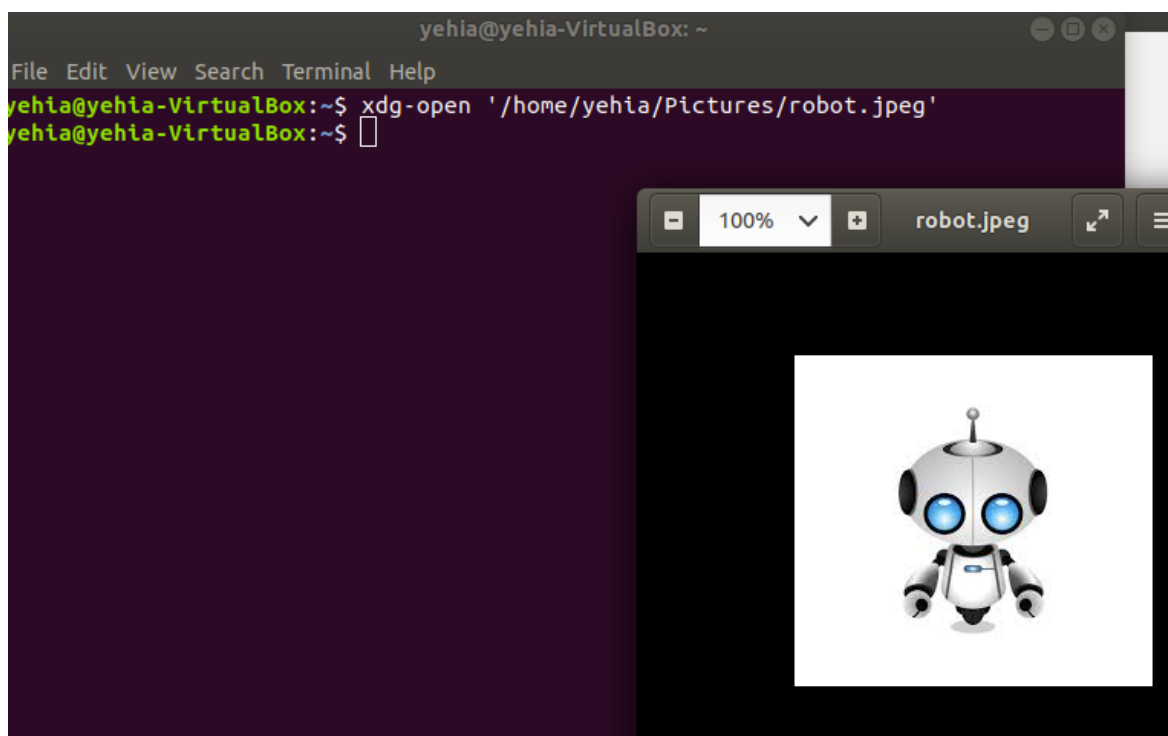 yehia@yehia-VirtualBox: ~
File Edit View Search Terminal Help
yehia@yehia-VirtualBox:~$ xdg-open '/home/yehia/Pictures/robot.jpeg'
yehia@yehia-VirtualBox:~$
100% robot.jpeg